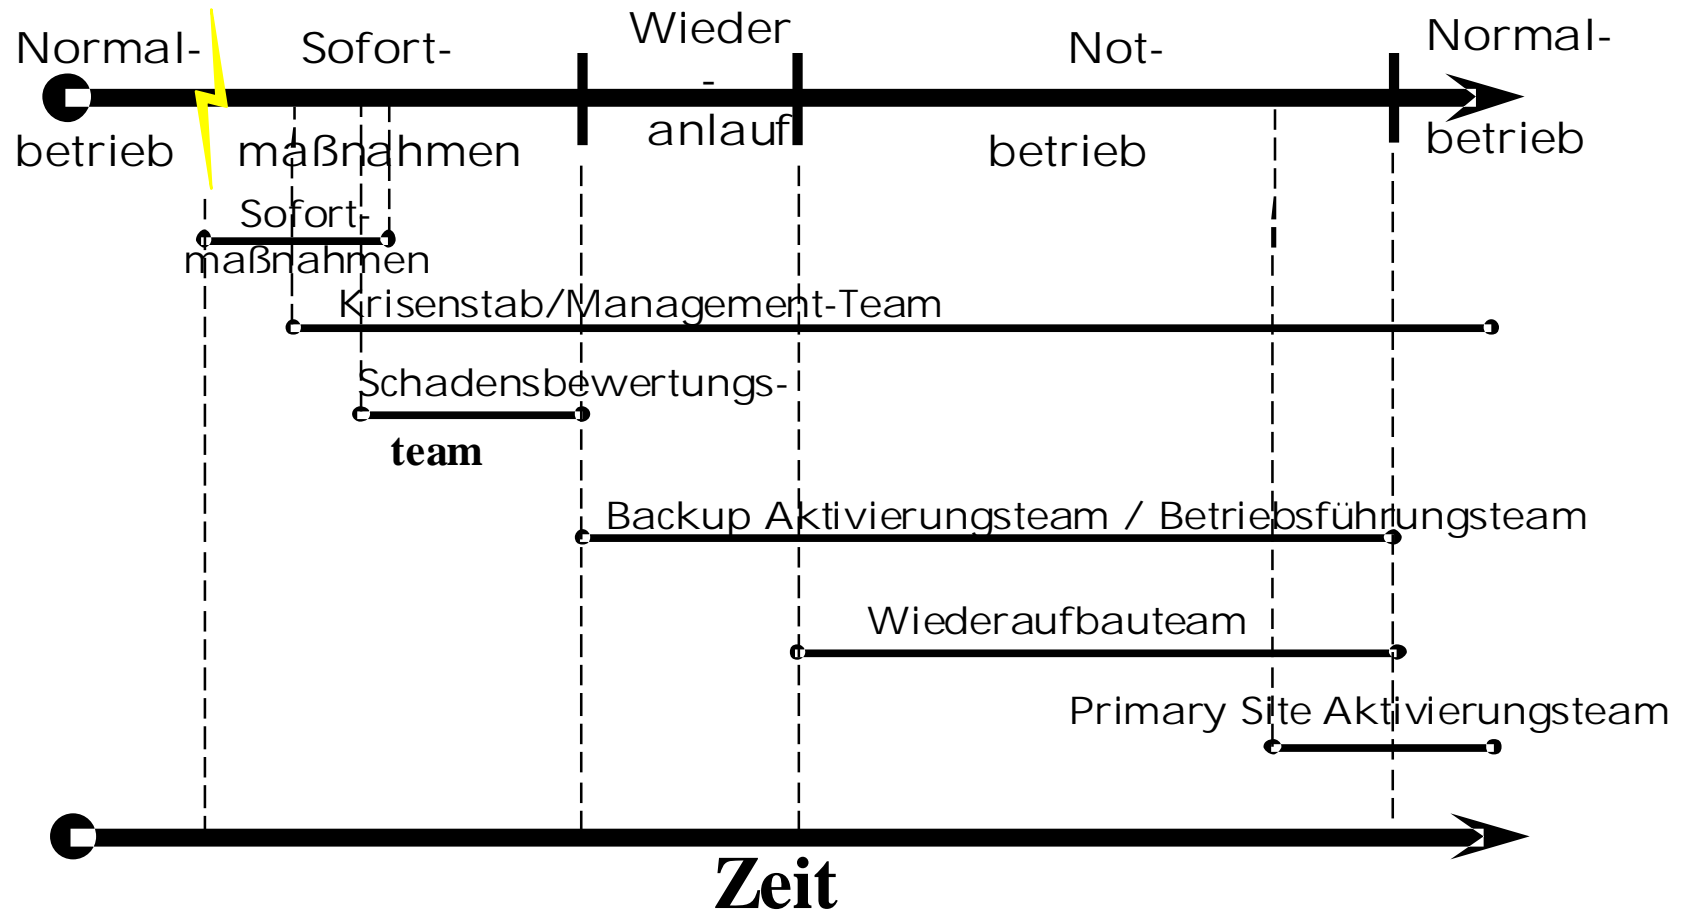 Normal-
betrieb
Sofort-
maßnahmen
Wieder
-
anlauf
Not-
betrieb
Normal-
betrieb
Sofort-
maßnahmen
Krisenstab/Management-Team
Schadensbewertungs-
team
Backup Aktivierungsteam / Betriebsführungsteam
Wiederaufbauteam
Primary Site Aktivierungsteam
Zeit